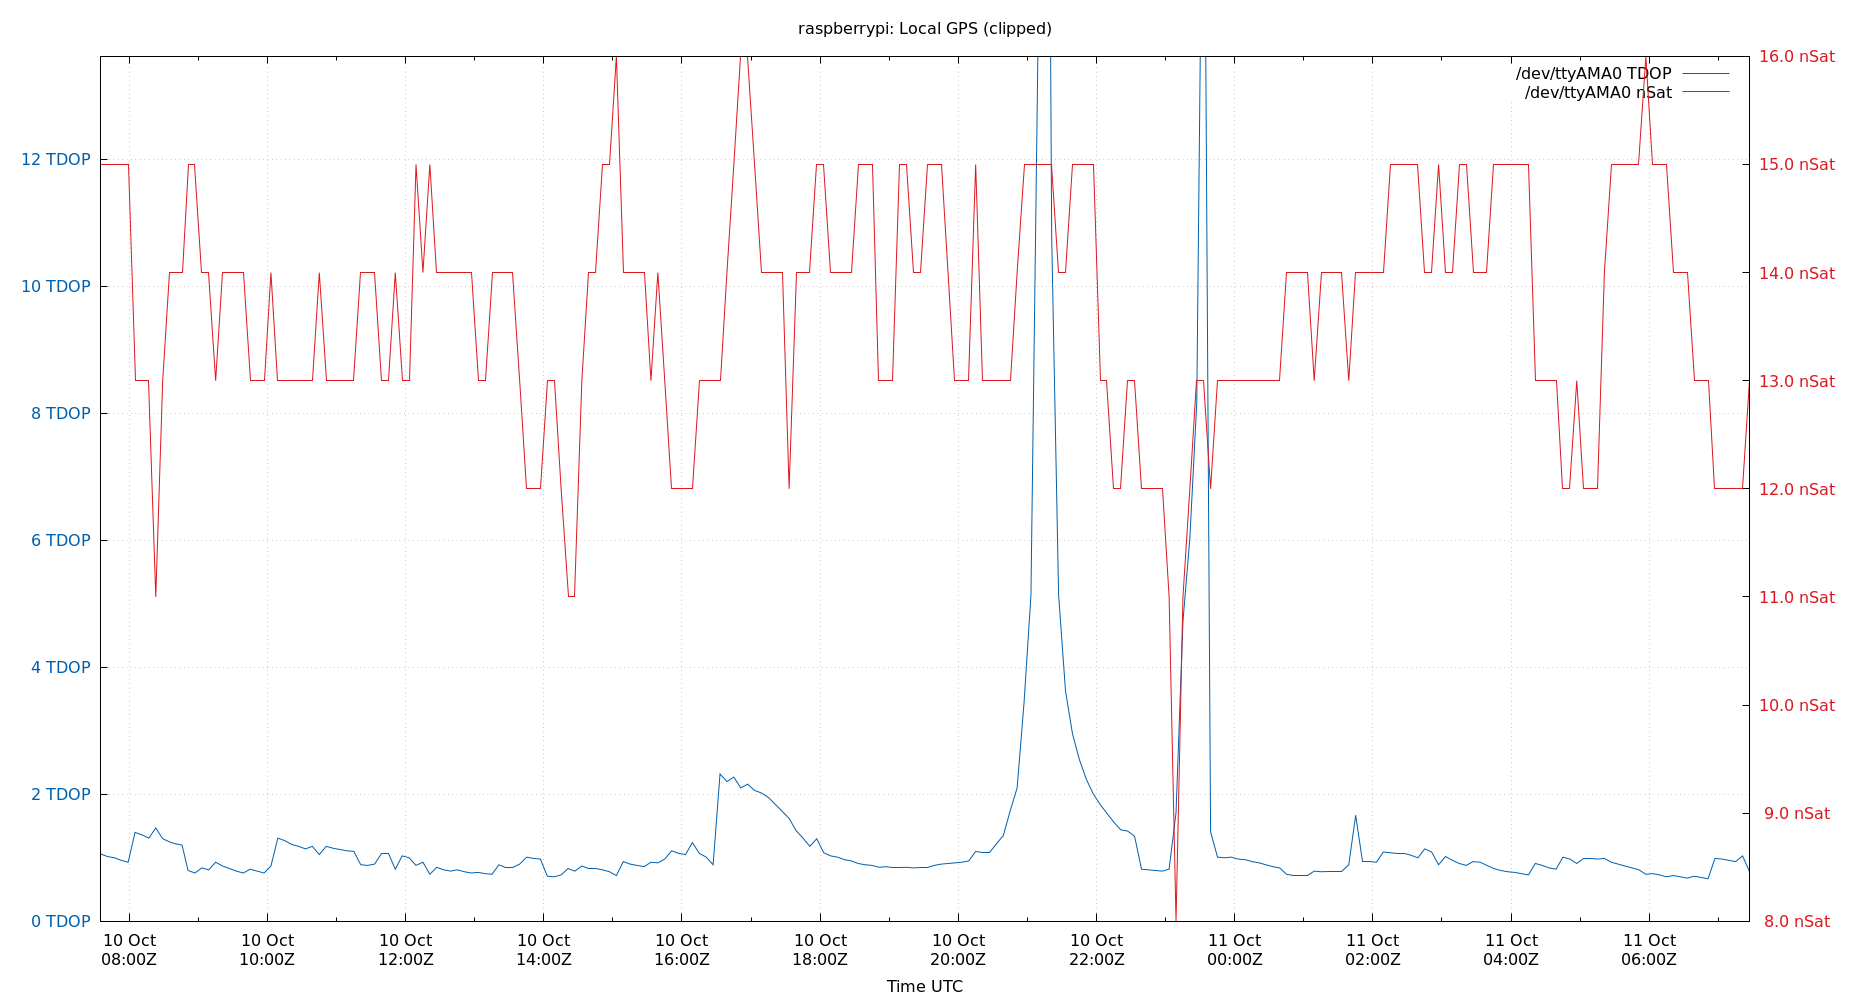 raspberrypi: Local GPS (clipped)
/dev/ttyAMA0 TDOP
/dev/ttyAMA0 nSat
12 TDOP
10 TDOP
8 TDOP
6 TDOP
4 TDOP
2 TDOP
0 TDOP
16.0 nSat
15.0 nSat
14.0 nSat
13.0 nSat
12.0 nSat
11.0 nSat
10.0 nSat
9.0 nSat
8.0 nSat
10 Oct 10 Oct 10 Oct 10 Oct 10 Oct 10 Oct 10 Oct 10 Oct 11 Oct 11 Oct 11 Oct 11 Oct
08:00Z 10:00Z 12:00Z 14:00Z 16:00Z 18:00Z 20:00Z 22:00Z 00:00Z 02:00Z 04:00Z 06:00Z
Time UTC